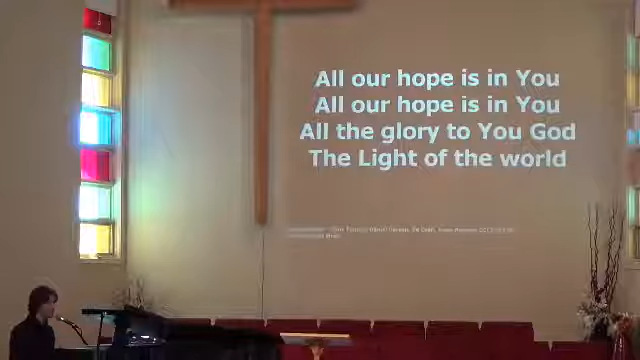 All our hope is in You
All our hope is in You
All the glory to You God
The Light of the world